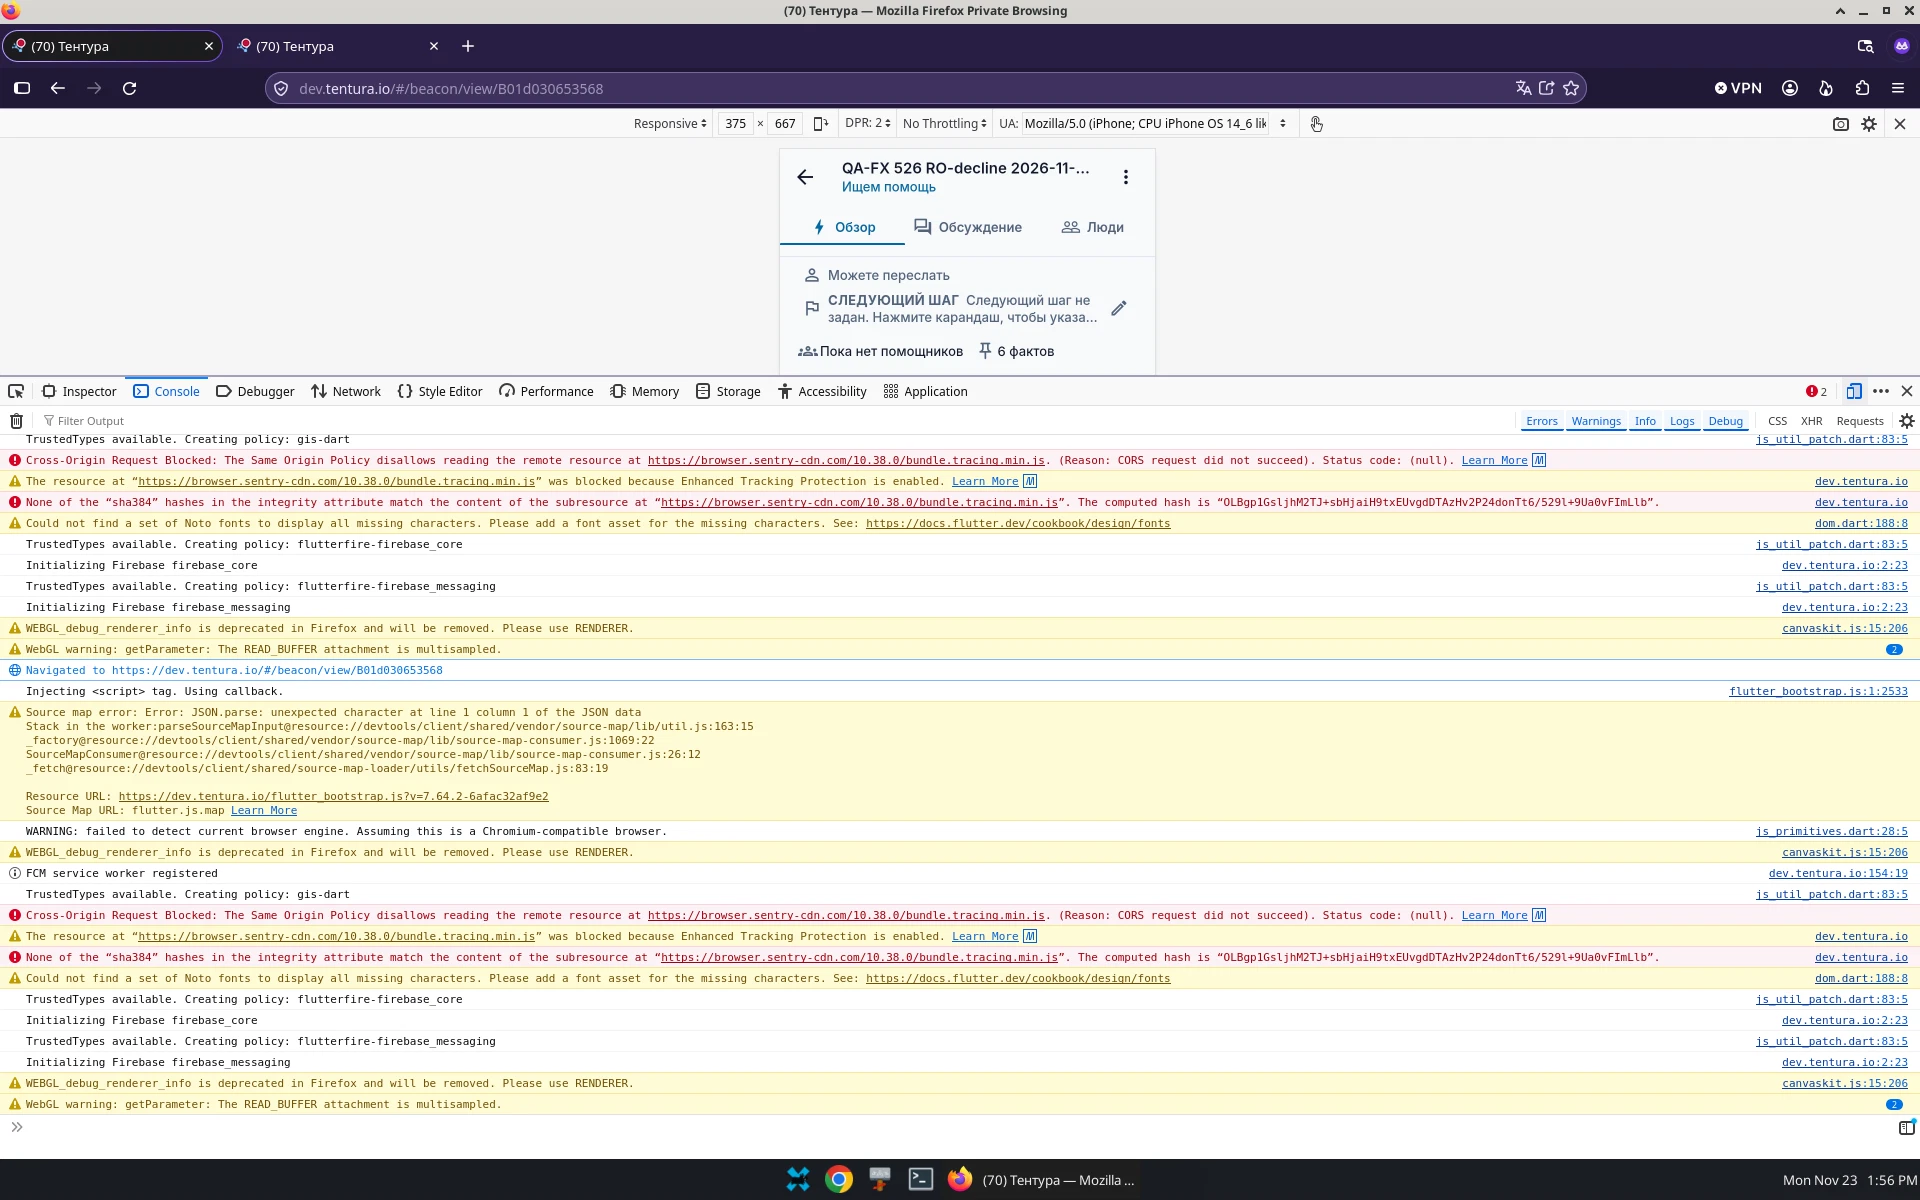 (70) Тентура — Mozilla Firefox Private Browsing
(70) Тентура
(70) Тентура
dev.tentura.io/#/beacon/view/B01d030653568
VPN
Responsive 375 × 667 DPR: 2 No Throttling UA: Mozilla/5.0 (iPhone; CPU iPhone OS 14_6 lik
QA-FX 526 RO-decline 2026-11-...
Ищем помощь
Обзор Обсуждение Люди
Можете переслать
СЛЕДУЮЩИЙ ШАГ Следующий шаг не
задан. Нажмите карандаш, чтобы указа...
Пока нет помощников 6 фактов
Inspector Console Debugger Network Style Editor Performance Memory Storage Accessibility Application 2
Filter Output Errors Warnings Info Logs Debug CSS XHR Requests
TrustedTypes available. Creating policy: gis-dart js_util_patch.dart:83:5
Cross-Origin Request Blocked: The Same Origin Policy disallows reading the remote resource at https://browser.sentry-cdn.com/10.38.0/bundle.tracing.min.js. (Reason: CORS request did not succeed). Status code: (null). Learn More
The resource at “https://browser.sentry-cdn.com/10.38.0/bundle.tracing.min.js” was blocked because Enhanced Tracking Protection is enabled. Learn More dev.tentura.io
None of the “sha384” hashes in the integrity attribute match the content of the subresource at “https://browser.sentry-cdn.com/10.38.0/bundle.tracing.min.js”. The computed hash is “OLBgp1GsljhM2TJ+sbHjaiH9txEUvgdDTAzHv2P24donTt6/529l+9Ua0vFImLlb”. dev.tentura.io
Could not find a set of Noto fonts to display all missing characters. Please add a font asset for the missing characters. See: https://docs.flutter.dev/cookbook/design/fonts dom.dart:188:8
TrustedTypes available. Creating policy: flutterfire-firebase_core js_util_patch.dart:83:5
Initializing Firebase firebase_core dev.tentura.io:2:23
TrustedTypes available. Creating policy: flutterfire-firebase_messaging js_util_patch.dart:83:5
Initializing Firebase firebase_messaging dev.tentura.io:2:23
WEBGL_debug_renderer_info is deprecated in Firefox and will be removed. Please use RENDERER. canvaskit.js:15:206
WebGL warning: getParameter: The READ_BUFFER attachment is multisampled. 2
Navigated to https://dev.tentura.io/#/beacon/view/B01d030653568
Injecting <script> tag. Using callback. flutter_bootstrap.js:1:2533
Source map error: Error: JSON.parse: unexpected character at line 1 column 1 of the JSON data
Stack in the worker:parseSourceMapInput@resource://devtools/client/shared/vendor/source-map/lib/util.js:163:15
_factory@resource://devtools/client/shared/vendor/source-map/lib/source-map-consumer.js:1069:22
SourceMapConsumer@resource://devtools/client/shared/vendor/source-map/lib/source-map-consumer.js:26:12
_fetch@resource://devtools/client/shared/source-map-loader/utils/fetchSourceMap.js:83:19
Resource URL: https://dev.tentura.io/flutter_bootstrap.js?v=7.64.2-6afac32af9e2
Source Map URL: flutter.js.map Learn More
WARNING: failed to detect current browser engine. Assuming this is a Chromium-compatible browser. js_primitives.dart:28:5
WEBGL_debug_renderer_info is deprecated in Firefox and will be removed. Please use RENDERER. canvaskit.js:15:206
FCM service worker registered dev.tentura.io:154:19
TrustedTypes available. Creating policy: gis-dart js_util_patch.dart:83:5
Cross-Origin Request Blocked: The Same Origin Policy disallows reading the remote resource at https://browser.sentry-cdn.com/10.38.0/bundle.tracing.min.js. (Reason: CORS request did not succeed). Status code: (null). Learn More
The resource at “https://browser.sentry-cdn.com/10.38.0/bundle.tracing.min.js” was blocked because Enhanced Tracking Protection is enabled. Learn More dev.tentura.io
None of the “sha384” hashes in the integrity attribute match the content of the subresource at “https://browser.sentry-cdn.com/10.38.0/bundle.tracing.min.js”. The computed hash is “OLBgp1GsljhM2TJ+sbHjaiH9txEUvgdDTAzHv2P24donTt6/529l+9Ua0vFImLlb”. dev.tentura.io
Could not find a set of Noto fonts to display all missing characters. Please add a font asset for the missing characters. See: https://docs.flutter.dev/cookbook/design/fonts dom.dart:188:8
TrustedTypes available. Creating policy: flutterfire-firebase_core js_util_patch.dart:83:5
Initializing Firebase firebase_core dev.tentura.io:2:23
TrustedTypes available. Creating policy: flutterfire-firebase_messaging js_util_patch.dart:83:5
Initializing Firebase firebase_messaging dev.tentura.io:2:23
WEBGL_debug_renderer_info is deprecated in Firefox and will be removed. Please use RENDERER. canvaskit.js:15:206
WebGL warning: getParameter: The READ_BUFFER attachment is multisampled. 2
(70) Тентура — Mozilla ... Mon Nov 23 1:56 PM